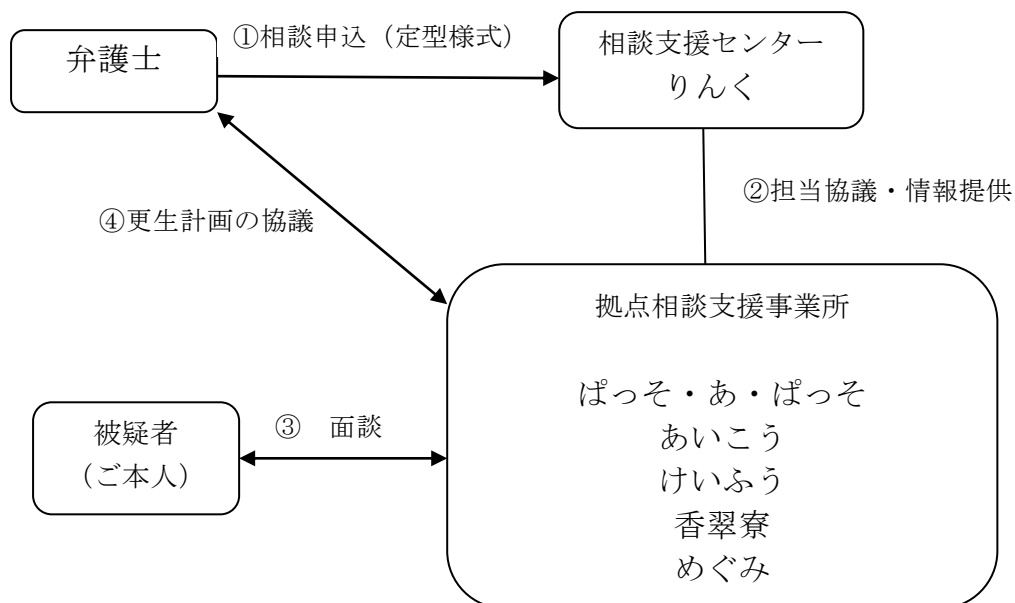 ①相談申込（定型様式）
弁護士
相談支援センター
りんく
②担当協議・情報提供
④更生計画の協議
拠点相談支援事業所
ぱっそ・あ・ぱっそ
あいこう
けいふう
香翠寮
めぐみ
③　面談
被疑者
（ご本人）